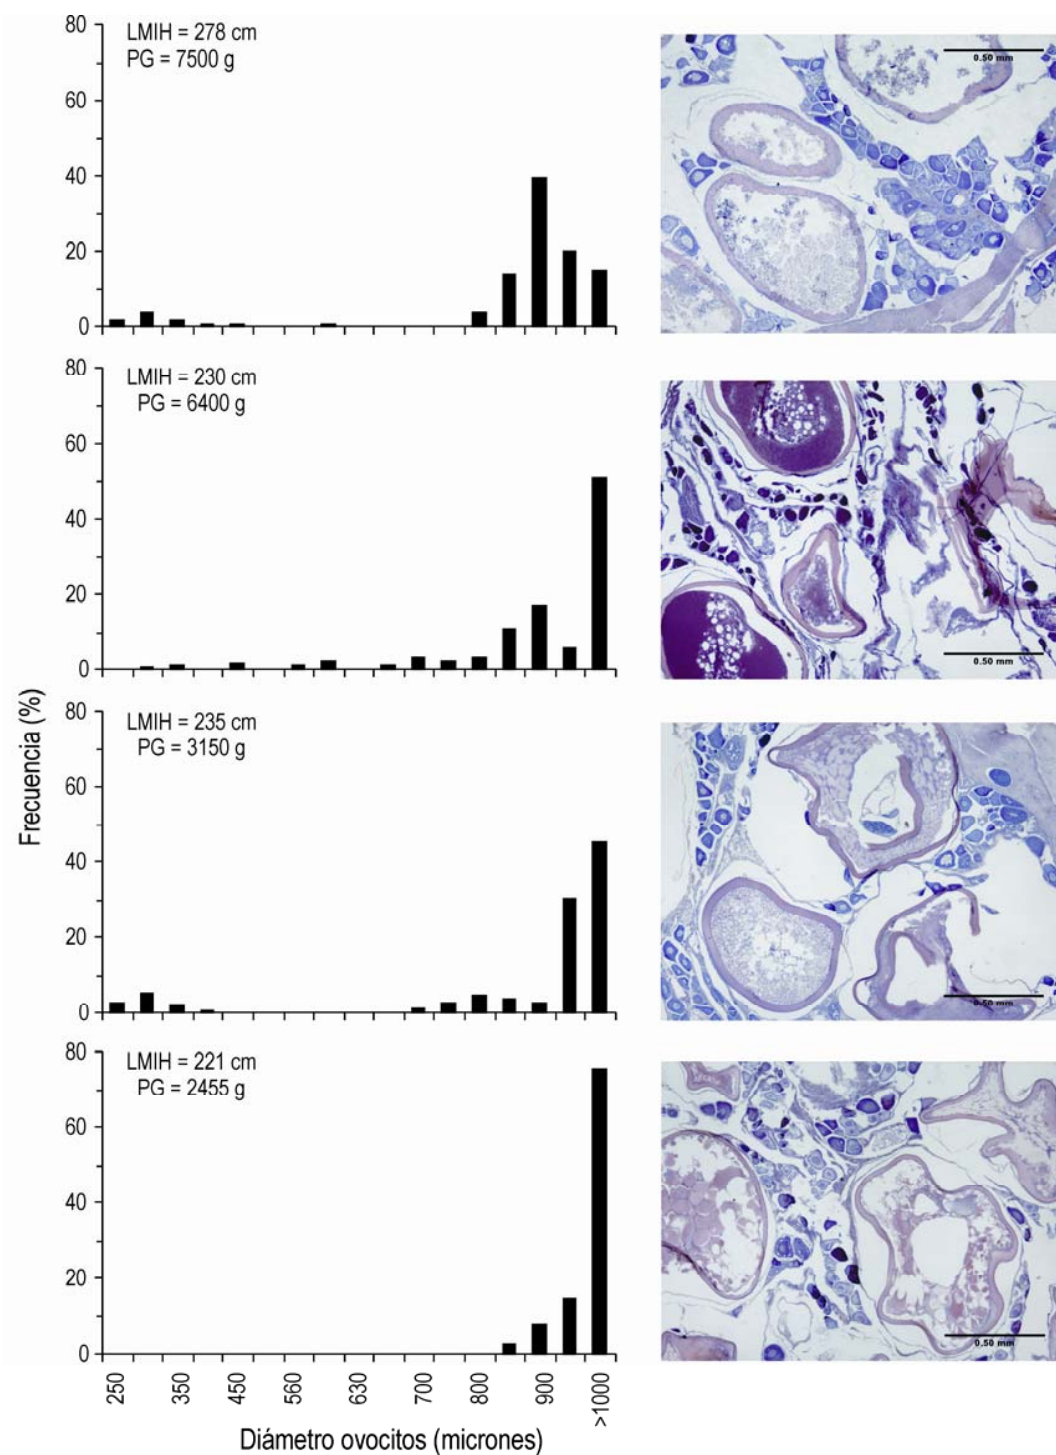 80
60
40
20
0
LMIH = 278 cm
PG = 7500 g
0.50 mm
80
60
40
20
0
LMIH = 230 cm
PG = 6400 g
0.50 mm
Frecuencia (%)
80
60
40
20
0
LMIH = 235 cm
PG = 3150 g
0.50 mm
80
60
40
20
0
LMIH = 221 cm
PG = 2455 g
0.50 mm
250
350
450
560
630
700
800
900
>1000
Diámetro ovocitos (micrones)